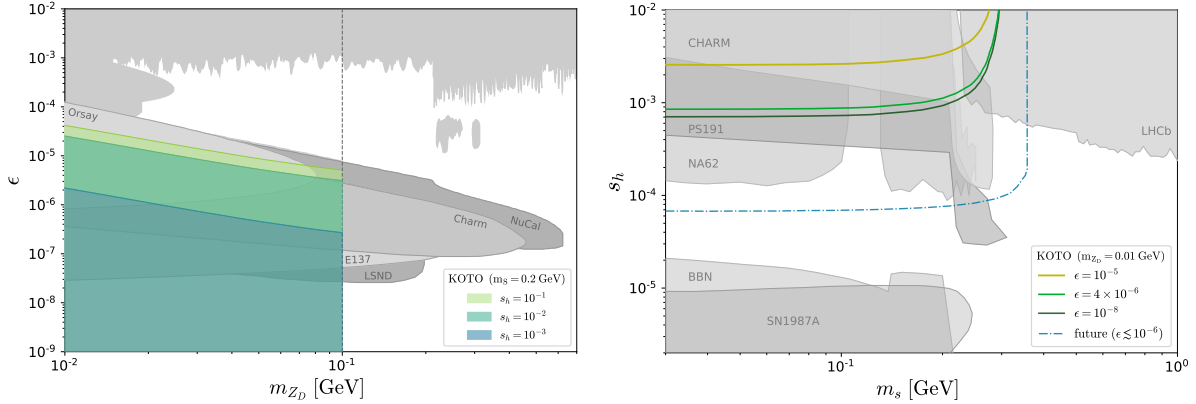 10⁻²
10⁻³
10⁻⁴
10⁻⁵
10⁻⁶
10⁻⁷
10⁻⁸
10⁻⁹
ϵ
Orsay
NuCal
Charm
E137
LSND
KOTO (m_S = 0.2 GeV)
s_h = 10⁻¹
s_h = 10⁻²
s_h = 10⁻³
10⁻²
10⁻¹
m_{Z_D} [GeV]
10⁻²
10⁻³
10⁻⁴
10⁻⁵
s_h
CHARM
PS191
NA62
LHCb
BBN
SN1987A
KOTO (m_{Z_D} = 0.01 GeV)
ϵ = 10⁻⁵
ϵ = 4 × 10⁻⁶
ϵ = 10⁻⁸
future (ϵ ≲ 10⁻⁶)
10⁻¹
10⁰
m_s [GeV]